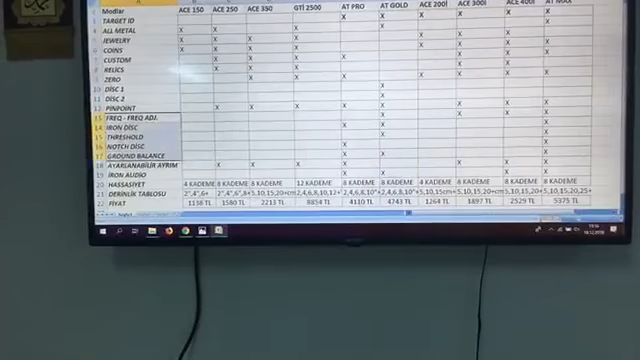 Modlar ACE 150 ACE 250 ACE 350 GTİ 2500 AT PRO AT GOLD ACE 200İ ACE 300İ ACE 400İ AT MAX
TARGET ID X X X X X X
ALL METAL X X X X X
JEWELRY X X X X X X X
COINS X X X X X X
CUSTOM X X X X X
RELICS X X X X X
ZERO X X X X X X
DİSC 1 X
DİSC 2 X
PINPOINT X X X X X X X X
FREQ - FREQ ADJ. X X X X
IRON DİSC X X
THRESHOLD X X
NOTCH DİSC X X
GROUND BALANCE X X X
AYARLANABİLİR AYRIM X X X X X
IRON AUDIO X X X X
HASSASİYET 4 KADEME 8 KADEME 8 KADEME 12 KADEME 8 KADEME 8 KADEME 4 KADEME 8 KADEME 8 KADEME 8 KADEME
DERİNLİK TABLOSU
FİYAT 1138 TL 1580 TL 2213 TL 8854 TL 4110 TL 4743 TL 1264 TL 1897 TL 2529 TL 5375 TL